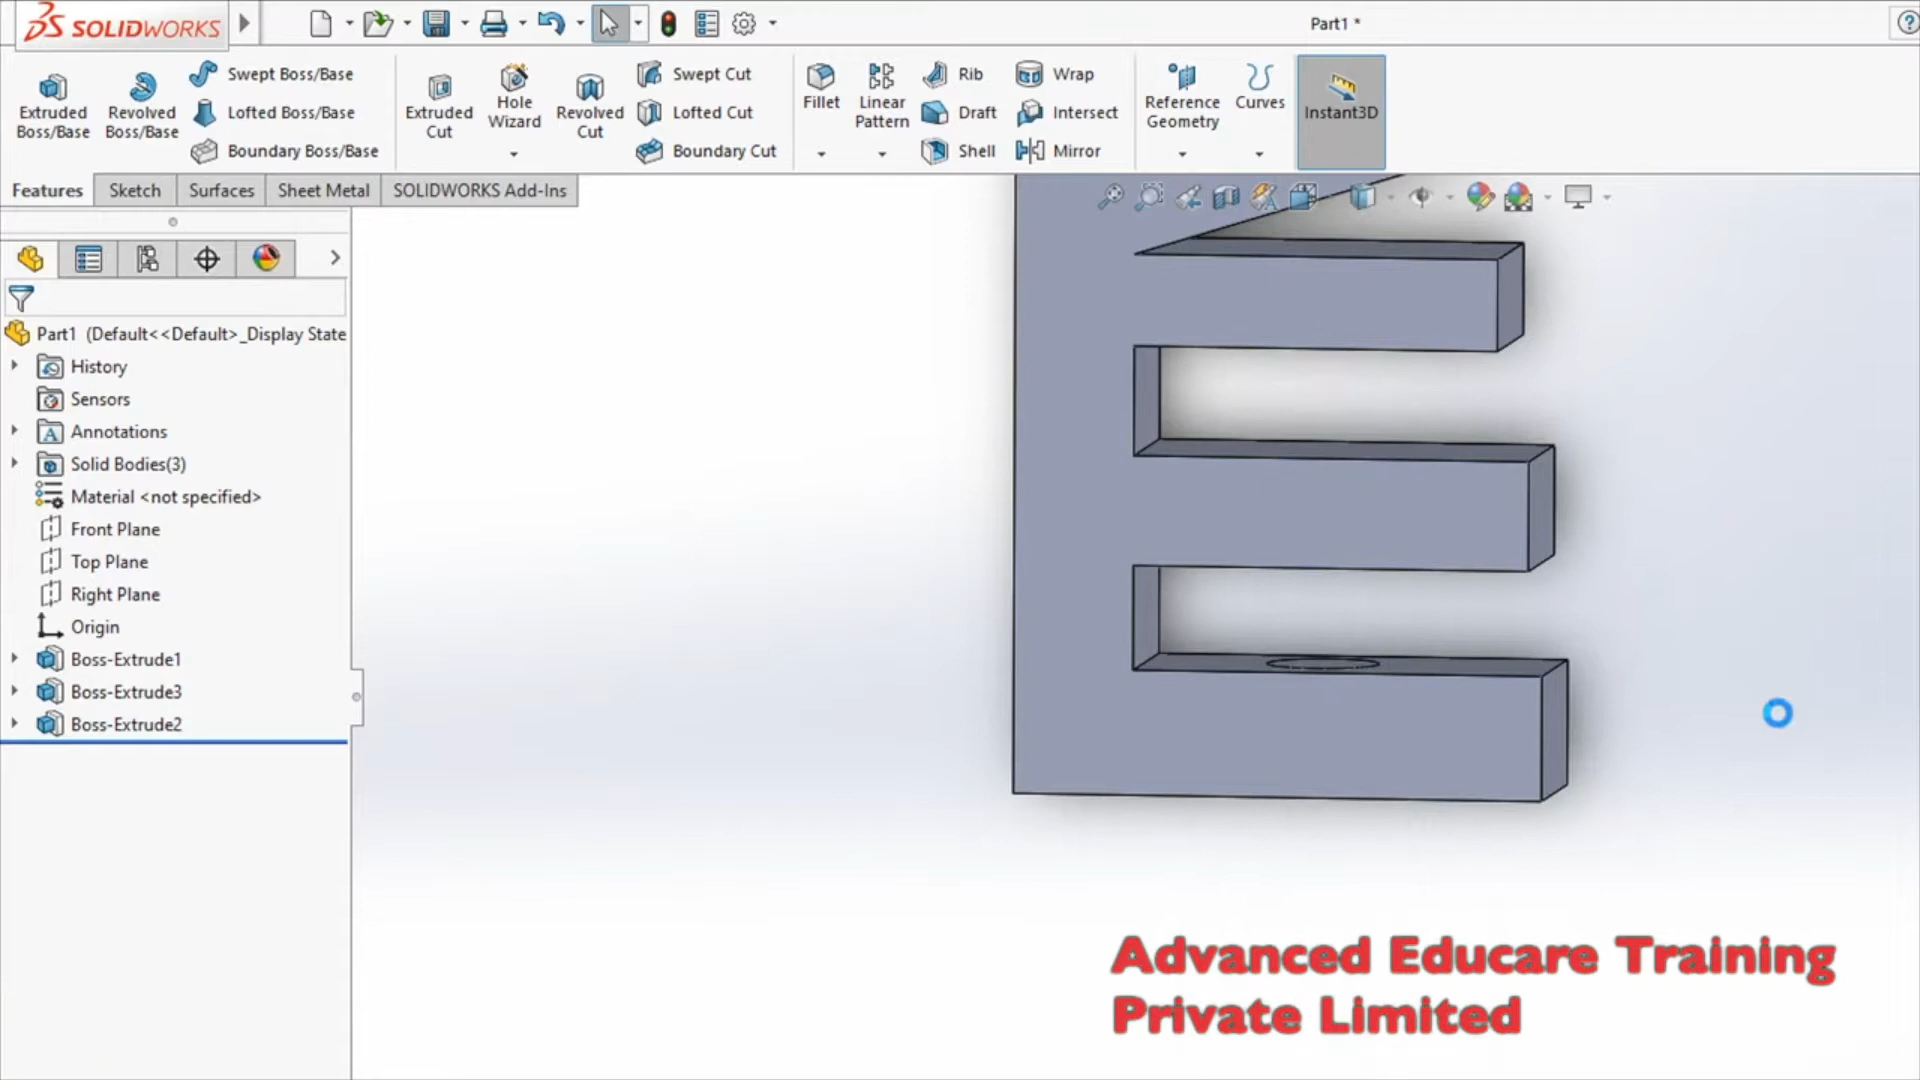 SOLIDWORKS
Part1 *
Extruded Boss/Base
Revolved Boss/Base
Swept Boss/Base
Lofted Boss/Base
Boundary Boss/Base
Extruded Cut
Hole Wizard
Revolved Cut
Swept Cut
Lofted Cut
Boundary Cut
Fillet
Linear Pattern
Rib
Draft
Shell
Wrap
Intersect
Mirror
Reference Geometry
Curves
Instant3D
Features
Sketch
Surfaces
Sheet Metal
SOLIDWORKS Add-Ins
Part1 (Default<<Default>_Display State
History
Sensors
Annotations
Solid Bodies(3)
Material <not specified>
Front Plane
Top Plane
Right Plane
Origin
Boss-Extrude1
Boss-Extrude3
Boss-Extrude2
Advanced Educare Training
Private Limited